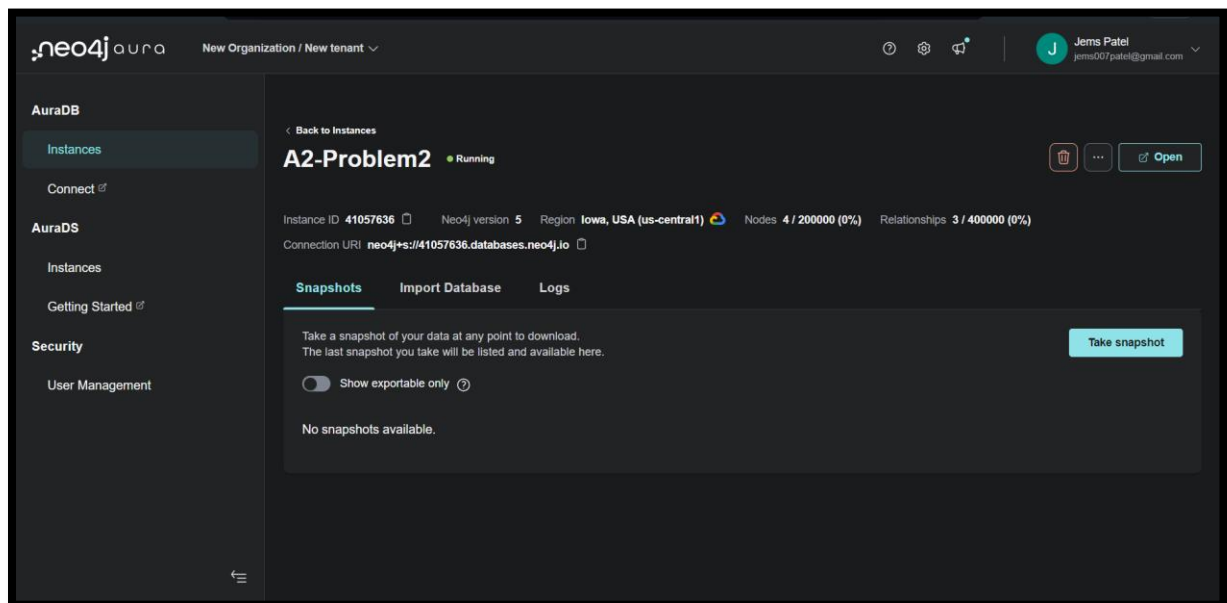 neo4j aura
New Organization / New tenant
J
Jems Patel
jems007patel@gmail.com
AuraDB
Instances
Connect
AuraDS
Instances
Getting Started
Security
User Management
Back to Instances
A2-Problem2 Running
... Open
Instance ID 41057636 Neo4j version 5 Region Iowa, USA (us-central1) Nodes 4 / 200000 (0%) Relationships 3 / 400000 (0%)
Connection URI neo4j+s://41057636.databases.neo4j.io
Snapshots Import Database Logs
Take a snapshot of your data at any point to download.
The last snapshot you take will be listed and available here.
Take snapshot
Show exportable only
No snapshots available.